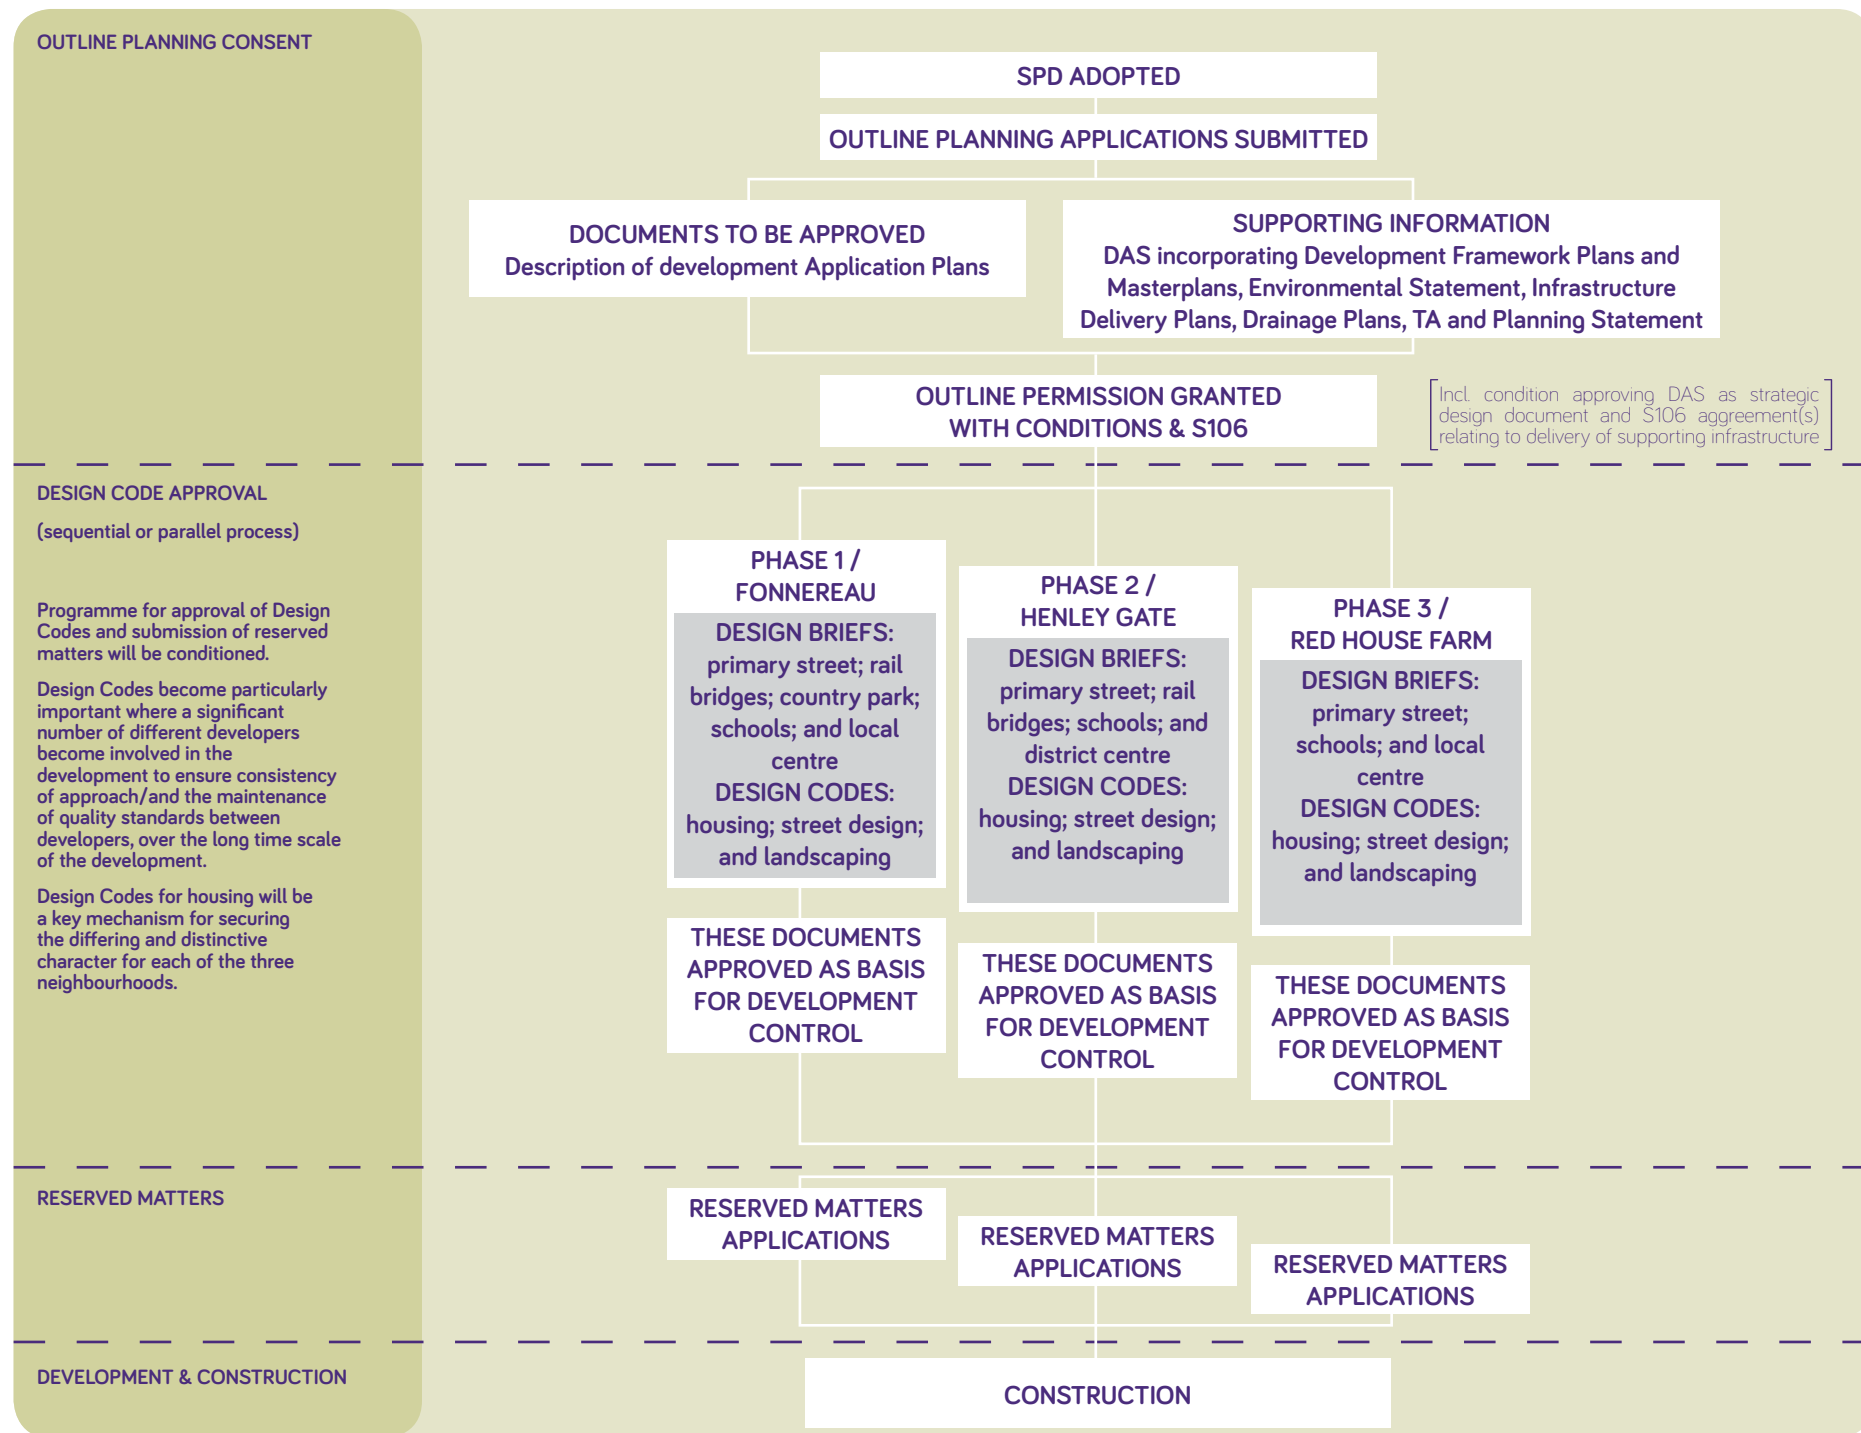 OUTLINE PLANNING CONSENT
SPD ADOPTED
OUTLINE PLANNING APPLICATIONS SUBMITTED
DOCUMENTS TO BE APPROVED
Description of development Application Plans
SUPPORTING INFORMATION
DAS incorporating Development Framework Plans and
Masterplans, Environmental Statement, Infrastructure
Delivery Plans, Drainage Plans, TA and Planning Statement
OUTLINE PERMISSION GRANTED
WITH CONDITIONS & S106
Incl. condition approving DAS as strategic
design document and S106 aggreement(s)
relating to delivery of supporting infrastructure
DESIGN CODE APPROVAL
(sequential or parallel process)
Programme for approval of Design
Codes and submission of reserved
matters will be conditioned.
Design Codes become particularly
important where a significant
number of different developers
become involved in the
development to ensure consistency
of approach/and the maintenance
of quality standards between
developers, over the long time scale
of the development.
Design Codes for housing will be
a key mechanism for securing
the differing and distinctive
character for each of the three
neighbourhoods.
PHASE 1 /
FONNEREAU
DESIGN BRIEFS:
primary street; rail
bridges; country park;
schools; and local
centre
DESIGN CODES:
housing; street design;
and landscaping
THESE DOCUMENTS
APPROVED AS BASIS
FOR DEVELOPMENT
CONTROL
PHASE 2 /
HENLEY GATE
DESIGN BRIEFS:
primary street; rail
bridges; schools; and
district centre
DESIGN CODES:
housing; street design;
and landscaping
THESE DOCUMENTS
APPROVED AS BASIS
FOR DEVELOPMENT
CONTROL
PHASE 3 /
RED HOUSE FARM
DESIGN BRIEFS:
primary street;
schools; and local
centre
DESIGN CODES:
housing; street design;
and landscaping
THESE DOCUMENTS
APPROVED AS BASIS
FOR DEVELOPMENT
CONTROL
RESERVED MATTERS
RESERVED MATTERS
APPLICATIONS
RESERVED MATTERS
APPLICATIONS
RESERVED MATTERS
APPLICATIONS
DEVELOPMENT & CONSTRUCTION
CONSTRUCTION